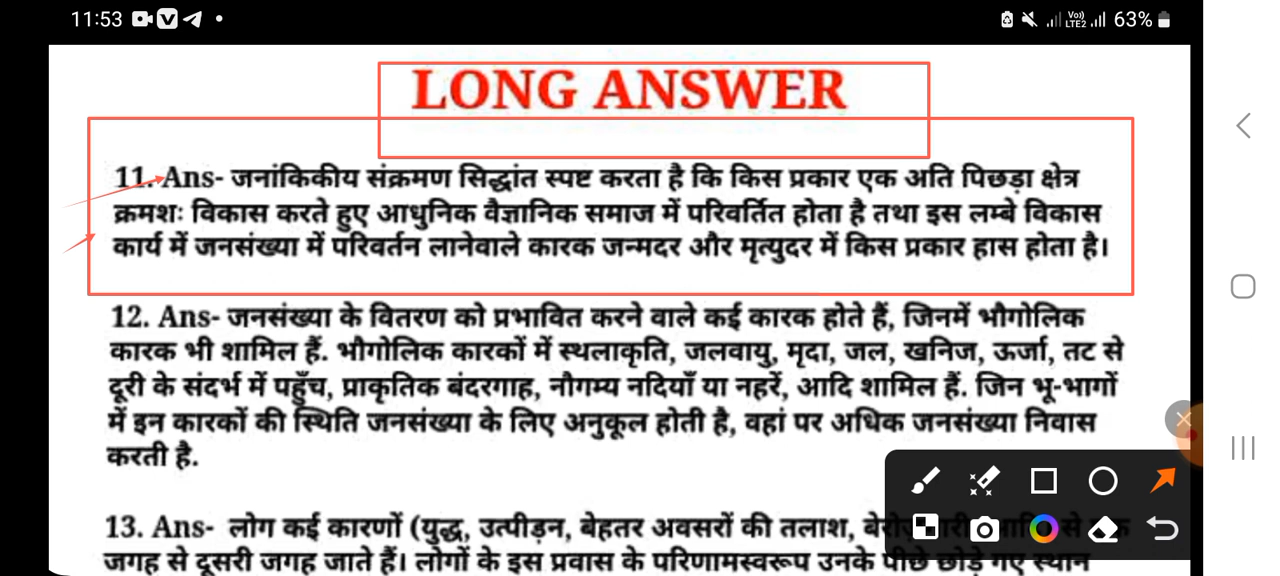 11:53
Vo)) LTE2 63%
LONG ANSWER
11. Ans- जनांकिकीय संक्रमण सिद्धांत स्पष्ट करता है कि किस प्रकार एक अति पिछड़ा क्षेत्र
क्रमशः विकास करते हुए आधुनिक वैज्ञानिक समाज में परिवर्तित होता है तथा इस लम्बे विकास
कार्य में जनसंख्या में परिवर्तन लानेवाले कारक जन्मदर और मृत्युदर में किस प्रकार हास होता है।
12. Ans- जनसंख्या के वितरण को प्रभावित करने वाले कई कारक होते हैं, जिनमें भौगोलिक
कारक भी शामिल हैं. भौगोलिक कारकों में स्थलाकृति, जलवायु, मृदा, जल, खनिज, ऊर्जा, तट से
दूरी के संदर्भ में पहुँच, प्राकृतिक बंदरगाह, नौगम्य नदियाँ या नहरें, आदि शामिल हैं. जिन भू-भागों
में इन कारकों की स्थिति जनसंख्या के लिए अनुकूल होती है, वहां पर अधिक जनसंख्या निवास
करती है.
13. Ans- लोग कई कारणों (युद्ध, उत्पीड़न, बेहतर अवसरों की तलाश,
जगह से दूसरी जगह जाते हैं। लोगों के इस प्रवास के परिणामस्वरूप उनके पीछे छोड़े गए स्थान